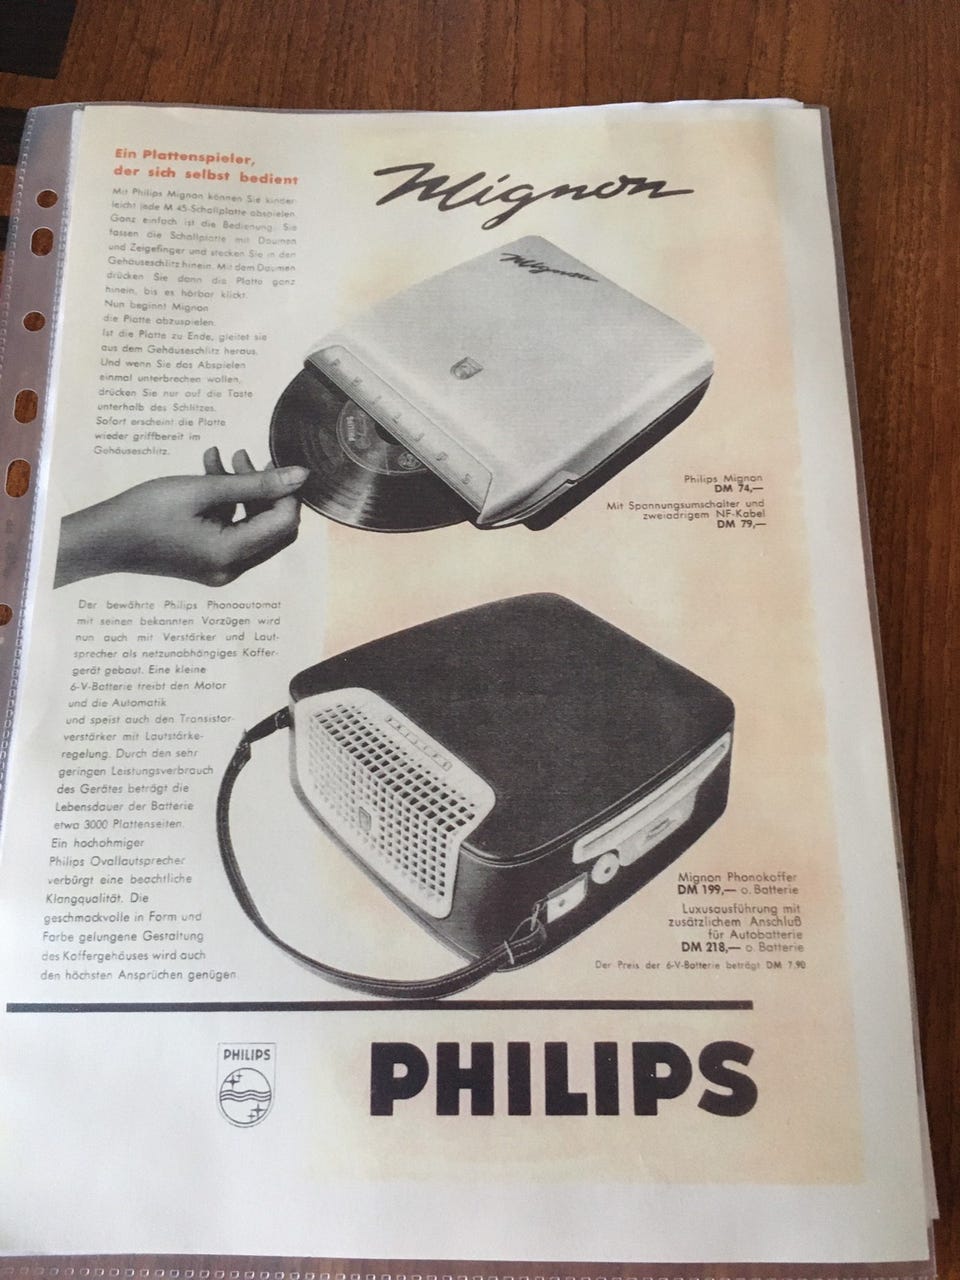 Ein Plattenspieler,
der sich selbst bedient
Mit Philips Mignon können Sie kinder-
leicht jede M 45-Schallplatte abspielen.
Ganz einfach ist die Bedienung: Sie
fassen die Schallplatte mit Daumen
und Zeigefinger und stecken Sie in den
Gehäuseschlitz hinein. Mit dem Daumen
drücken Sie dann die Platte ganz
hinein, bis es hörbar klickt.
Nun beginnt Mignon
die Platte abzuspielen.
Ist die Platte zu Ende, gleitet sie
aus dem Gehäuseschlitz heraus.
Und wenn Sie das Abspielen
einmal unterbrechen wollen,
drücken Sie nur auf die Taste
unterhalb des Schlitzes.
Sofort erscheint die Platte
wieder griffbereit im
Gehäuseschlitz.
Mignon
Mignon
Philips Mignon
DM 74,—
Mit Spannungsumschalter und
zweiadrigem NF-Kabel
DM 79,—
Der bewährte Philips Phonoautomat
mit seinen bekannten Vorzügen wird
nun auch mit Verstärker und Laut-
sprecher als netzunabhängiges Koffer-
gerät gebaut. Eine kleine
6-V-Batterie treibt den Motor
und die Automatik
und speist auch den Transistor-
verstärker mit Lautstärke-
regelung. Durch den sehr
geringen Leistungsverbrauch
des Gerätes beträgt die
Lebensdauer der Batterie
etwa 3000 Plattenseiten.
Ein hochohmiger
Philips Ovallautsprecher
verbürgt eine beachtliche
Klangqualität. Die
geschmackvolle in Form und
Farbe gelungene Gestaltung
des Koffergehäuses wird auch
den höchsten Ansprüchen genügen.
Mignon Phonokoffer
DM 199,— o. Batterie
Luxusausführung mit
zusätzlichem Anschluß
für Autobatterie
DM 218,— o. Batterie
Der Preis der 6-V-Batterie beträgt DM 7.90
PHILIPS
PHILIPS